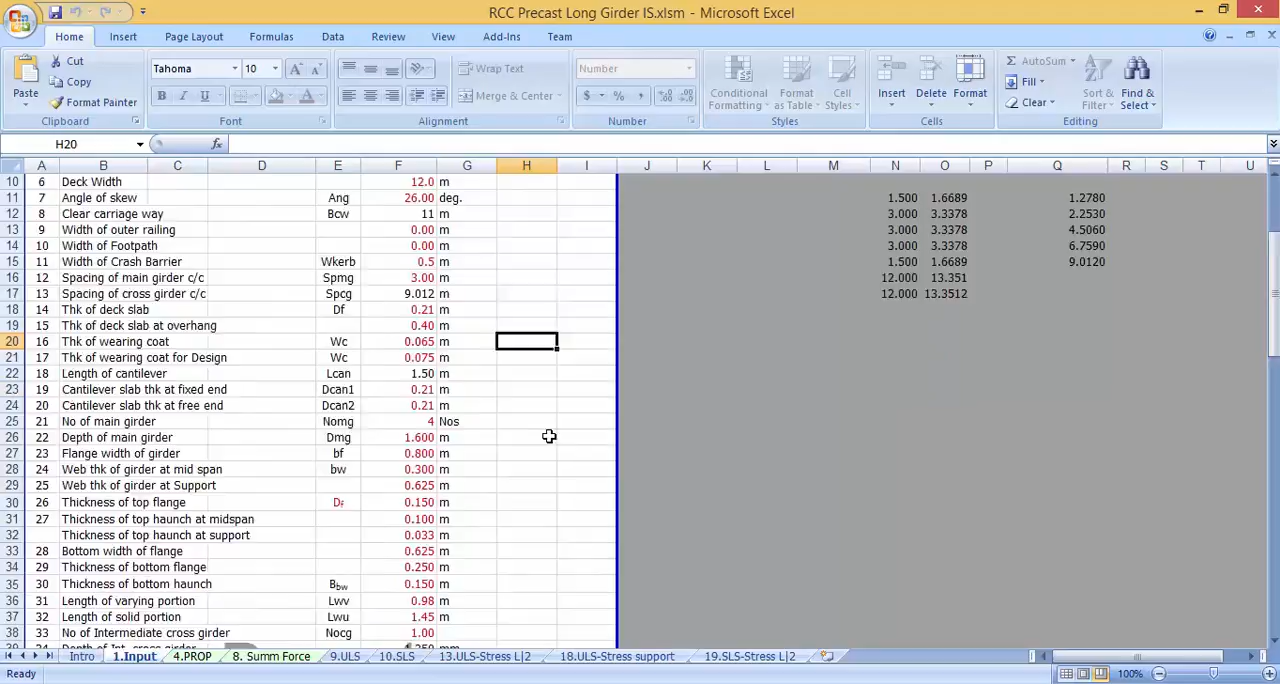 RCC Precast Long Girder IS.xlsm - Microsoft Excel
Home Insert Page Layout Formulas Data Review View Add-Ins Team
Paste Cut Copy Format Painter Clipboard
Tahoma 10 B I U Font
Wrap Text Merge & Center Alignment
Number $ % , Number
Conditional Formatting Format as Table Cell Styles Styles
Insert Delete Format Cells
AutoSum Fill Clear Sort & Filter Find & Select Editing
H20 fx
A B C D E F G H I J K L M N O P Q R S T U
10 6 Deck Width 12.0 m
11 7 Angle of skew Ang 26.00 deg. 1.500 1.6689 1.2780
12 8 Clear carriage way Bcw 11 m 3.000 3.3378 2.2530
13 9 Width of outer railing 0.00 m 3.000 3.3378 4.5060
14 10 Width of Footpath 0.00 m 3.000 3.3378 6.7590
15 11 Width of Crash Barrier Wkerb 0.5 m 1.500 1.6689 9.0120
16 12 Spacing of main girder c/c Spmg 3.00 m 12.000 13.351
17 13 Spacing of cross girder c/c Spcg 9.012 m 12.000 13.3512
18 14 Thk of deck slab Df 0.21 m
19 15 Thk of deck slab at overhang 0.40 m
20 16 Thk of wearing coat Wc 0.065 m
21 17 Thk of wearing coat for Design Wc 0.075 m
22 18 Length of cantilever Lcan 1.50 m
23 19 Cantilever slab thk at fixed end Dcan1 0.21 m
24 20 Cantilever slab thk at free end Dcan2 0.21 m
25 21 No of main girder Nomg 4 Nos
26 22 Depth of main girder Dmg 1.600 m
27 23 Flange width of girder bf 0.800 m
28 24 Web thk of girder at mid span bw 0.300 m
29 25 Web thk of girder at Support 0.625 m
30 26 Thickness of top flange Df 0.150 m
31 27 Thickness of top haunch at midspan 0.100 m
32 Thickness of top haunch at support 0.033 m
33 28 Bottom width of flange 0.625 m
34 29 Thickness of bottom flange 0.250 m
35 30 Thickness of bottom haunch Bbw 0.150 m
36 31 Length of varying portion Lwv 0.98 m
37 32 Length of solid portion Lwu 1.45 m
38 33 No of Intermediate cross girder Nocg 1.00
Intro 1.Input 4.PROP 8. Summ Force 9.ULS 10.SLS 13.ULS-Stress L|2 18.ULS-Stress support 19.SLS-Stress L|2
Ready 100%